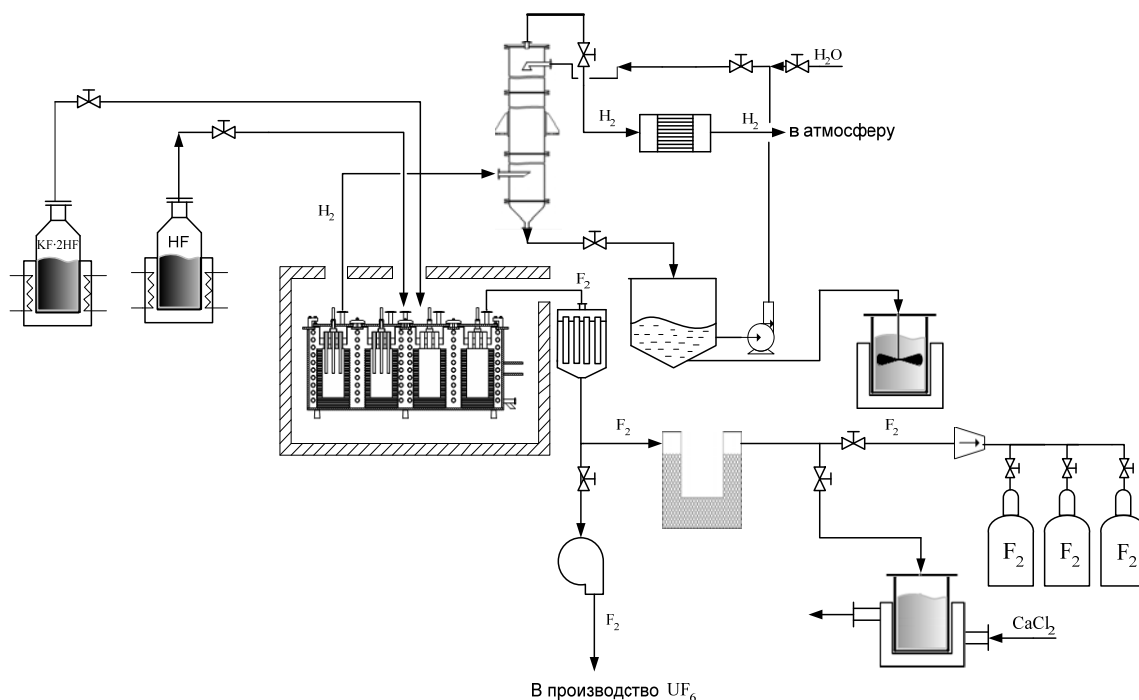 H₂O
H₂
H₂
в атмосферу
H₂
KF·2HF
HF
F₂
F₂
F₂
F₂
F₂
F₂
F₂
CaCl₂
В производство UF₆